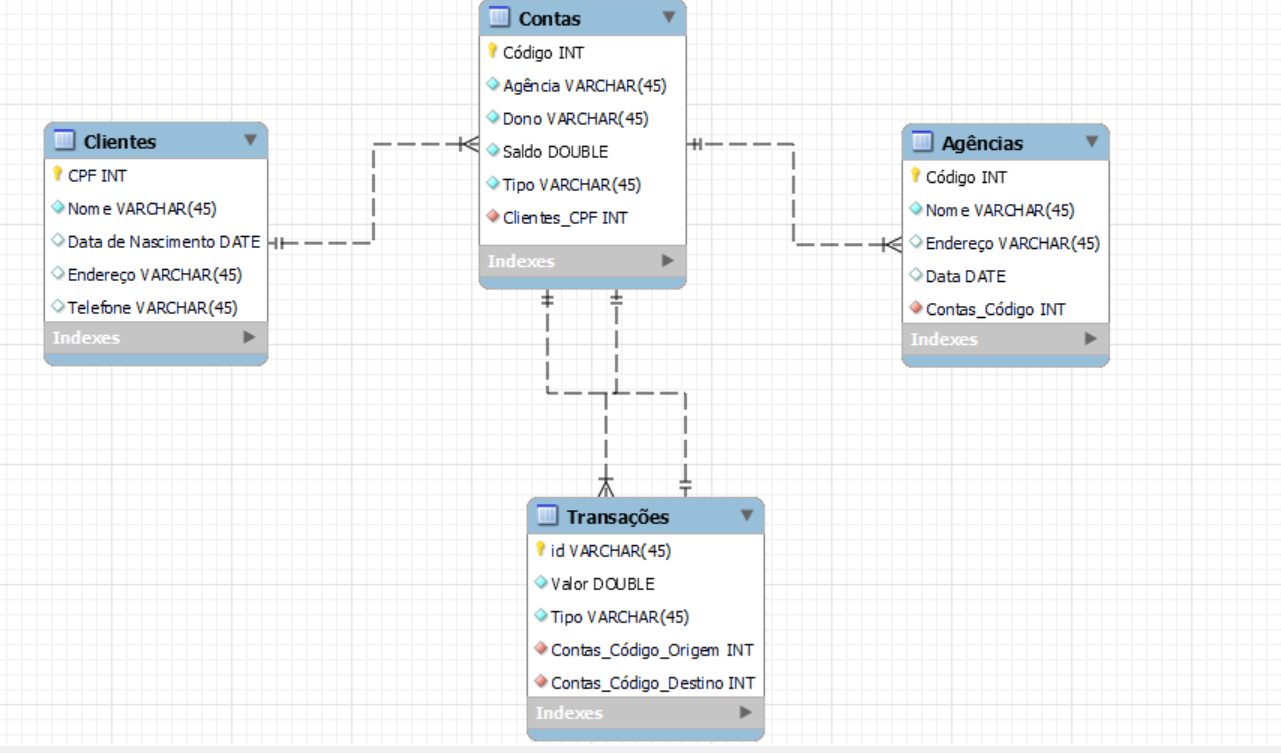 Contas
Código INT
Agência VARCHAR(45)
Dono VARCHAR(45)
Saldo DOUBLE
Tipo VARCHAR(45)
Clientes_CPF INT
Indexes
Clientes
CPF INT
Nome VARCHAR(45)
Data de Nascimento DATE
Endereço VARCHAR(45)
Telefone VARCHAR(45)
Indexes
Agências
Código INT
Nome VARCHAR(45)
Endereço VARCHAR(45)
Data DATE
Contas_Código INT
Indexes
Transações
id VARCHAR(45)
Valor DOUBLE
Tipo VARCHAR(45)
Contas_Código_Origem INT
Contas_Código_Destino INT
Indexes